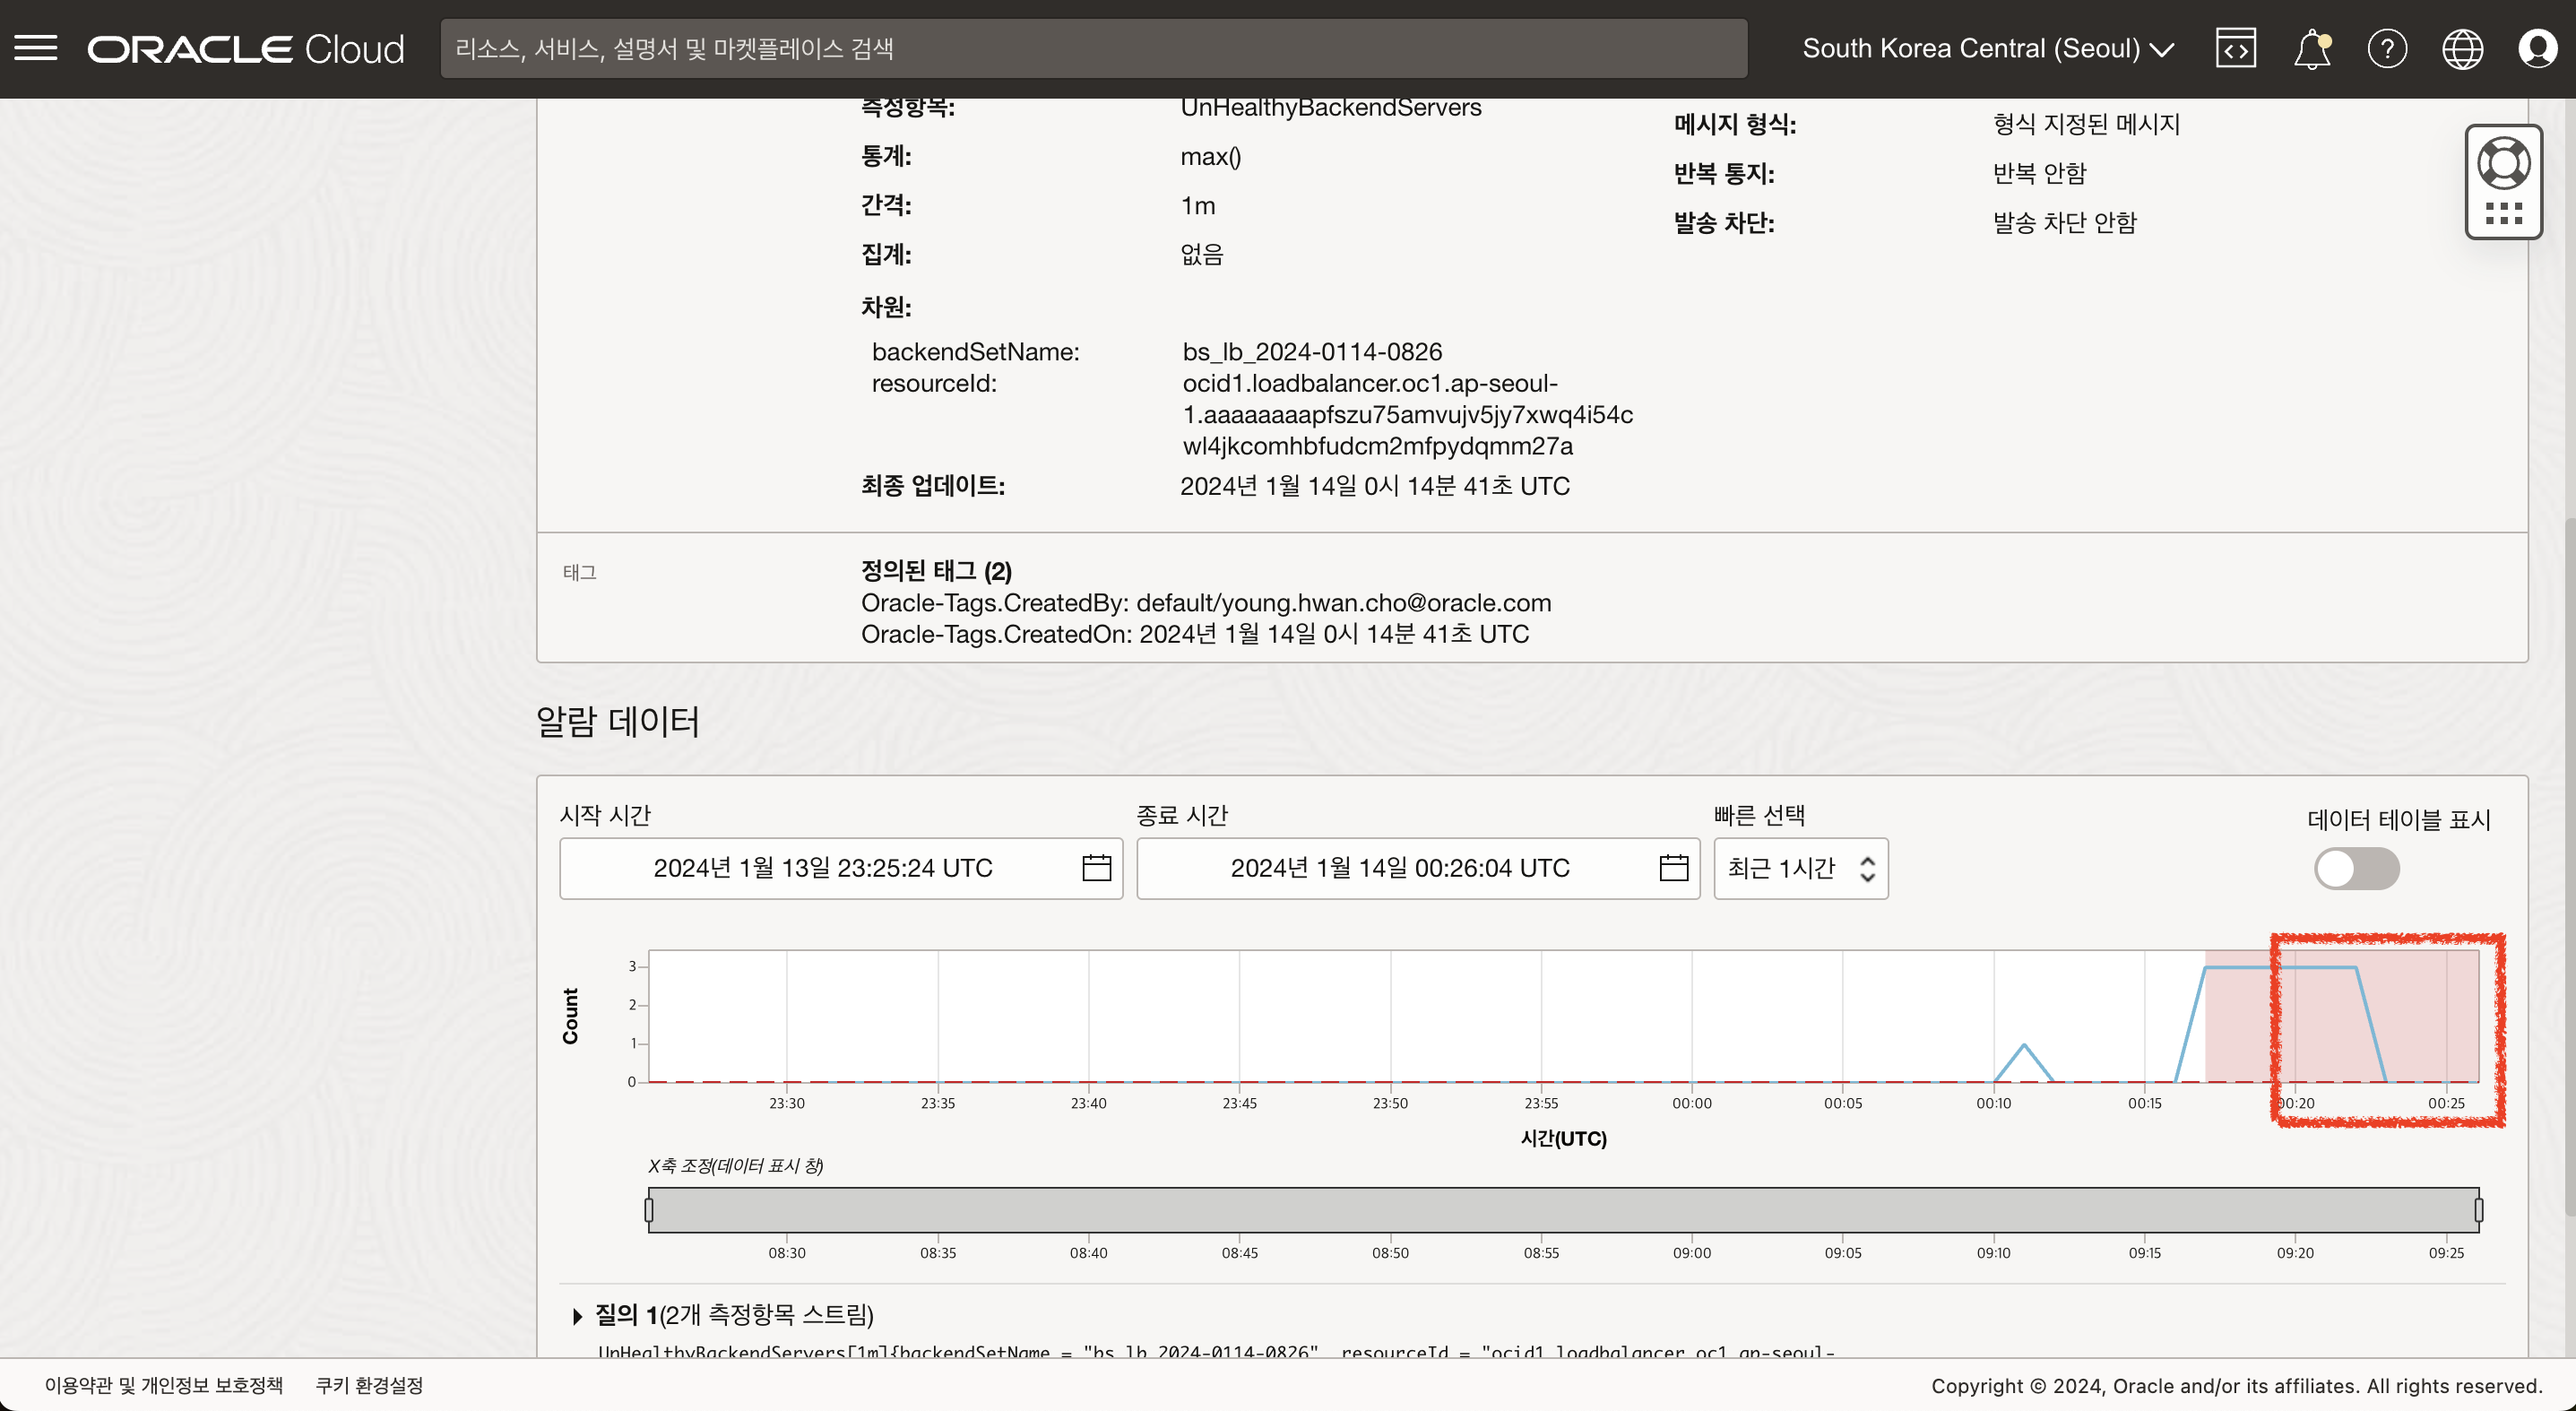 ORACLE Cloud
리소스, 서비스, 설명서 및 마켓플레이스 검색
South Korea Central (Seoul)
측정항목: UnHealthyBackendServers
통계: max()
간격: 1m
집계: 없음
차원:
backendSetName: bs_lb_2024-0114-0826
resourceId: ocid1.loadbalancer.oc1.ap-seoul-
1.aaaaaaaapfszu75amvujv5jy7xwq4i54c
wl4jkcomhbfudcm2mfpydqmm27a
최종 업데이트: 2024년 1월 14일 0시 14분 41초 UTC
메시지 형식: 형식 지정된 메시지
반복 통지: 반복 안함
발송 차단: 발송 차단 안함
태그
정의된 태그 (2)
Oracle-Tags.CreatedBy: default/young.hwan.cho@oracle.com
Oracle-Tags.CreatedOn: 2024년 1월 14일 0시 14분 41초 UTC
알람 데이터
시작 시간
2024년 1월 13일 23:25:24 UTC
종료 시간
2024년 1월 14일 00:26:04 UTC
빠른 선택
최근 1시간
데이터 테이블 표시
Count
3
2
1
0
23:30 23:35 23:40 23:45 23:50 23:55 00:00 00:05 00:10 00:15 00:20 00:25
시간(UTC)
X축 조정(데이터 표시 창)
08:30 08:35 08:40 08:45 08:50 08:55 09:00 09:05 09:10 09:15 09:20 09:25
질의 1(2개 측정항목 스트림)
UnHealthyBackendServers[1m]{backendSetName = "bs_lb_2024-0114-0826", resourceId = "ocid1.loadbalancer.oc1.ap-seoul-
이용약관 및 개인정보 보호정책 쿠키 환경설정
Copyright © 2024, Oracle and/or its affiliates. All rights reserved.